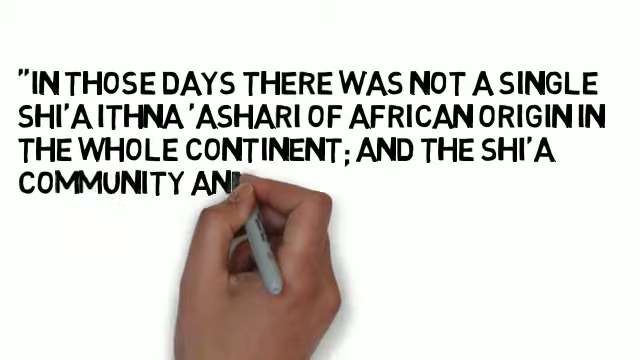 "IN THOSE DAYS THERE WAS NOT A SINGLE
SHI'A ITHNA 'ASHARI OF AFRICAN ORIGIN IN
THE WHOLE CONTINENT; AND THE SHI'A
COMMUNITY AN